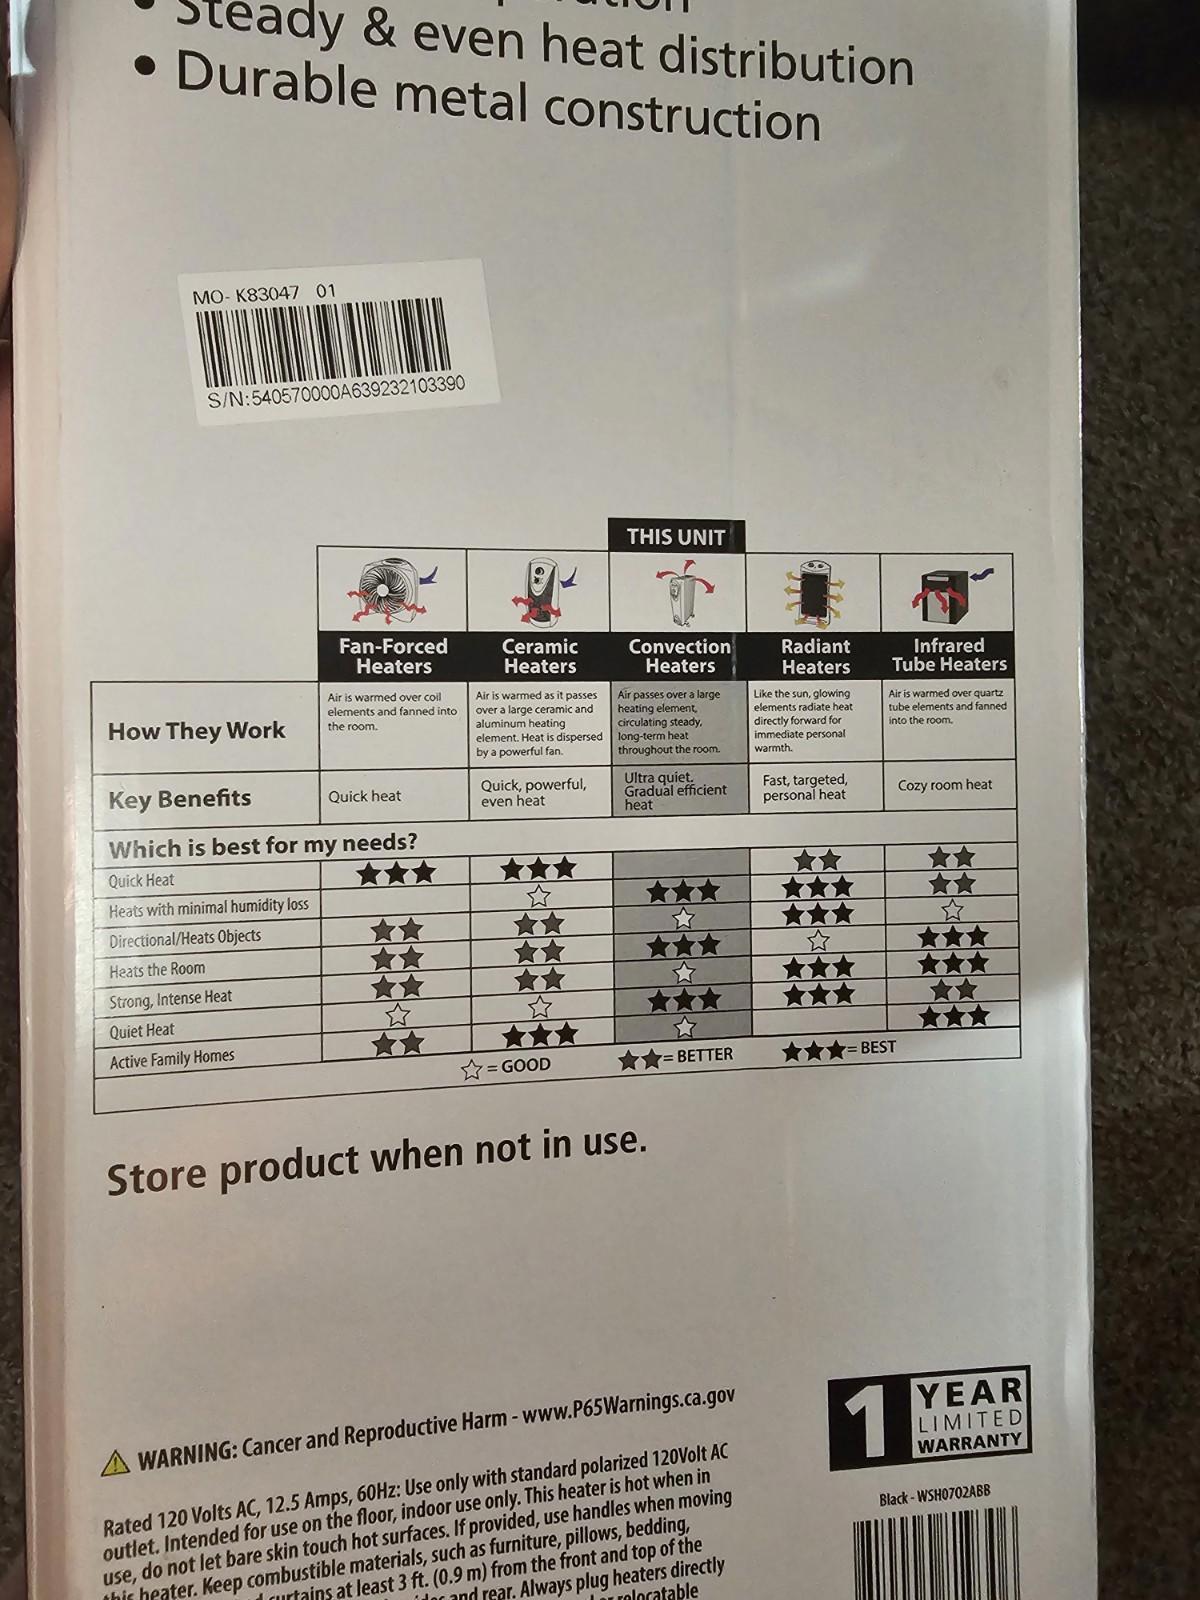 • Steady & even heat distribution
• Durable metal construction
MO- K83047 01
S/N:540570000A639232103390
THIS UNIT
Fan-Forced Heaters
Ceramic Heaters
Convection Heaters
Radiant Heaters
Infrared Tube Heaters
How They Work
Air is warmed over coil
elements and fanned into
the room.
Air is warmed as it passes
over a large ceramic and
aluminum heating
element. Heat is dispersed
by a powerful fan.
Air passes over a large
heating element,
circulating steady,
long-term heat
throughout the room.
Like the sun, glowing
elements radiate heat
directly forward for
immediate personal
warmth.
Air is warmed over quartz
tube elements and fanned
into the room.
Key Benefits
Quick heat
Quick, powerful,
even heat
Ultra quiet.
Gradual efficient
heat
Fast, targeted,
personal heat
Cozy room heat
Which is best for my needs?
Quick Heat ★★★ ★★★ ★★ ★★
Heats with minimal humidity loss ☆ ★★★ ★★★ ★★
Directional/Heats Objects ★★ ★★ ☆ ★★★ ☆
Heats the Room ★★ ★★ ★★★ ☆ ★★★
Strong, Intense Heat ★★ ★★ ☆ ★★★ ★★★
Quiet Heat ☆ ☆ ★★★ ★★★ ★★
Active Family Homes ★★ ★★★ ☆ ★★★
☆ = GOOD ★★= BETTER ★★★= BEST
Store product when not in use.
WARNING: Cancer and Reproductive Harm - www.P65Warnings.ca.gov
1 YEAR
LIMITED
WARRANTY
Black - WSH0702ABB
Rated 120 Volts AC, 12.5 Amps, 60Hz: Use only with standard polarized 120Volt AC
outlet. Intended for use on the floor, indoor use only. This heater is hot when in
use, do not let bare skin touch hot surfaces. If provided, use handles when moving
this heater. Keep combustible materials, such as furniture, pillows, bedding,
curtains at least 3 ft. (0.9 m) from the front and top of the
and rear. Always plug heaters directly
relocatable